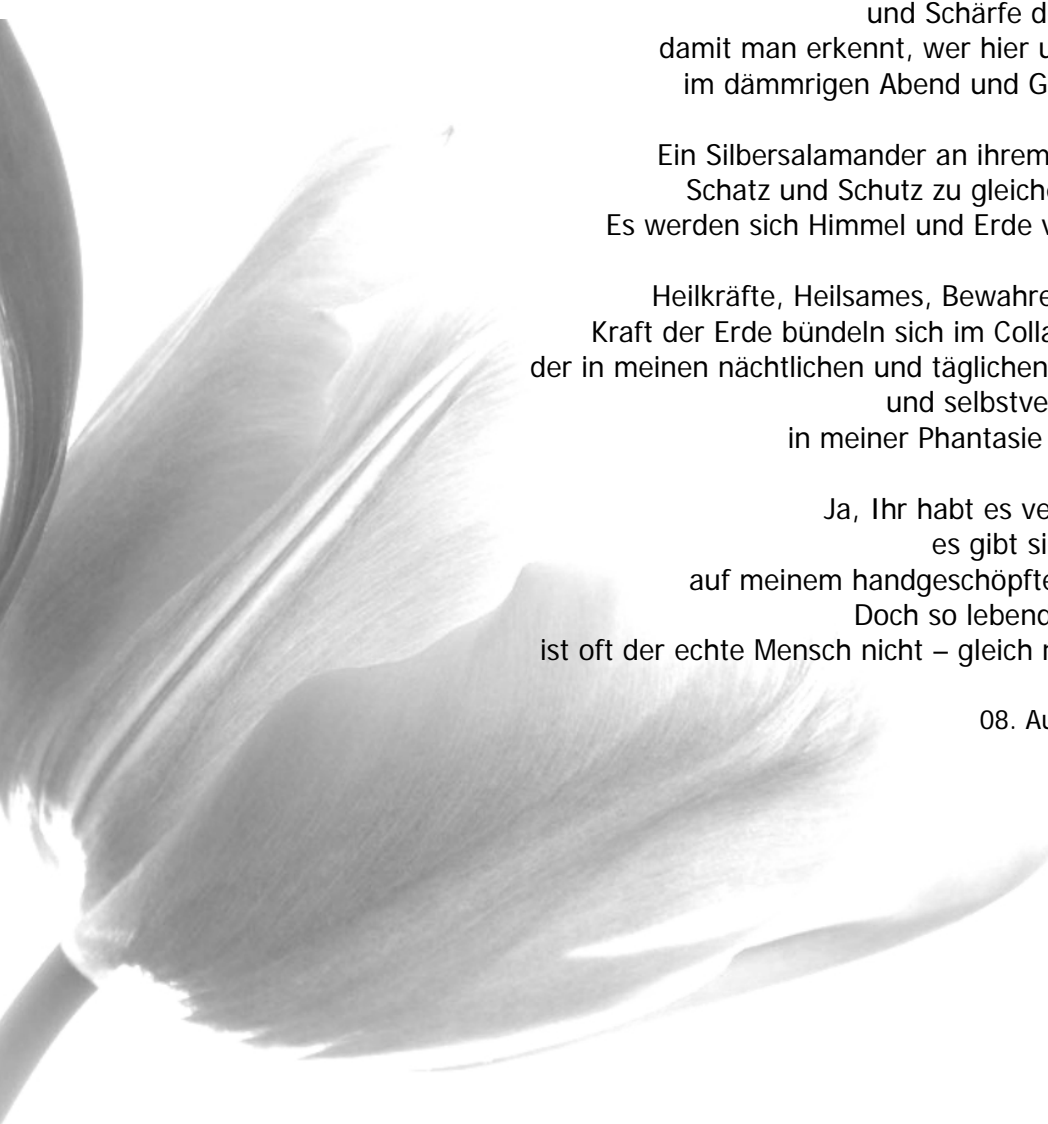 und Schärfe d
damit man erkennt, wer hier u
im dämmrigen Abend und G
Ein Silbersalamander an ihrem
Schatz und Schutz zu gleiche
Es werden sich Himmel und Erde v
Heilkräfte, Heilsames, Bewahre
Kraft der Erde bündeln sich im Colla
der in meinen nächtlichen und täglichen
und selbstve
in meiner Phantasie
Ja, Ihr habt es ve
es gibt si
auf meinem handgeschöpfte
Doch so lebend
ist oft der echte Mensch nicht – gleich n
08. Au